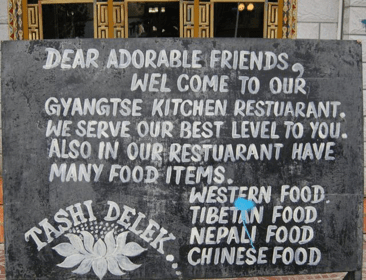 DEAR ADORABLE FRIENDS,
WEL COME TO OUR
GYANGTSE KITCHEN RESTUARANT.
WE SERVE OUR BEST LEVEL TO YOU.
ALSO IN OUR RESTUARANT HAVE
MANY FOOD ITEMS.
WESTERN FOOD.
TIBETAN FOOD.
NEPALI FOOD
CHINESE FOOD
TASHI DELEK...